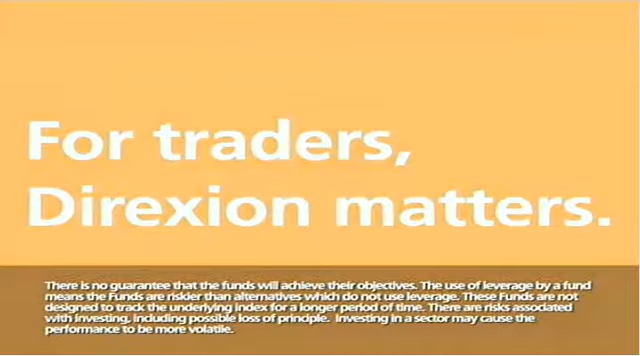 For traders,
Direxion matters.
There is no guarantee that the funds will achieve their objectives. The use of leverage by a fund
means the Funds are riskier than alternatives which do not use leverage. These Funds are not
designed to track the underlying index for a longer period of time. There are risks associated
with investing, including possible loss of principle. Investing in a sector may cause the
performance to be more volatile.